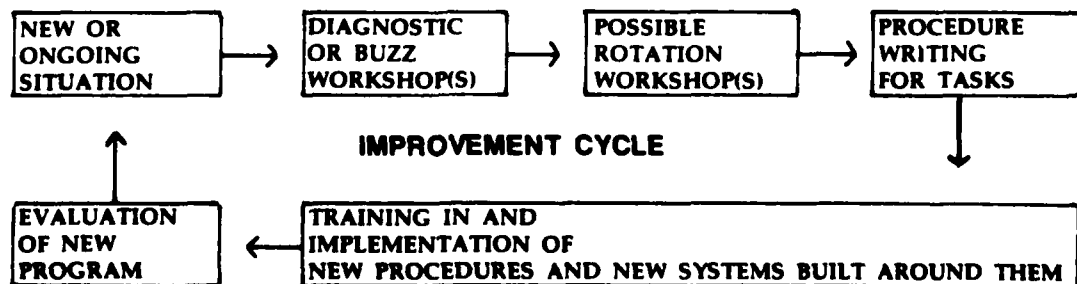 NEW OR
ONGOING
SITUATION
DIAGNOSTIC
OR BUZZ
WORKSHOP(S)
POSSIBLE
ROTATION
WORKSHOP(S)
PROCEDURE
WRITING
FOR TASKS
IMPROVEMENT CYCLE
EVALUATION
OF NEW
PROGRAM
TRAINING IN AND
IMPLEMENTATION OF
NEW PROCEDURES AND NEW SYSTEMS BUILT AROUND THEM